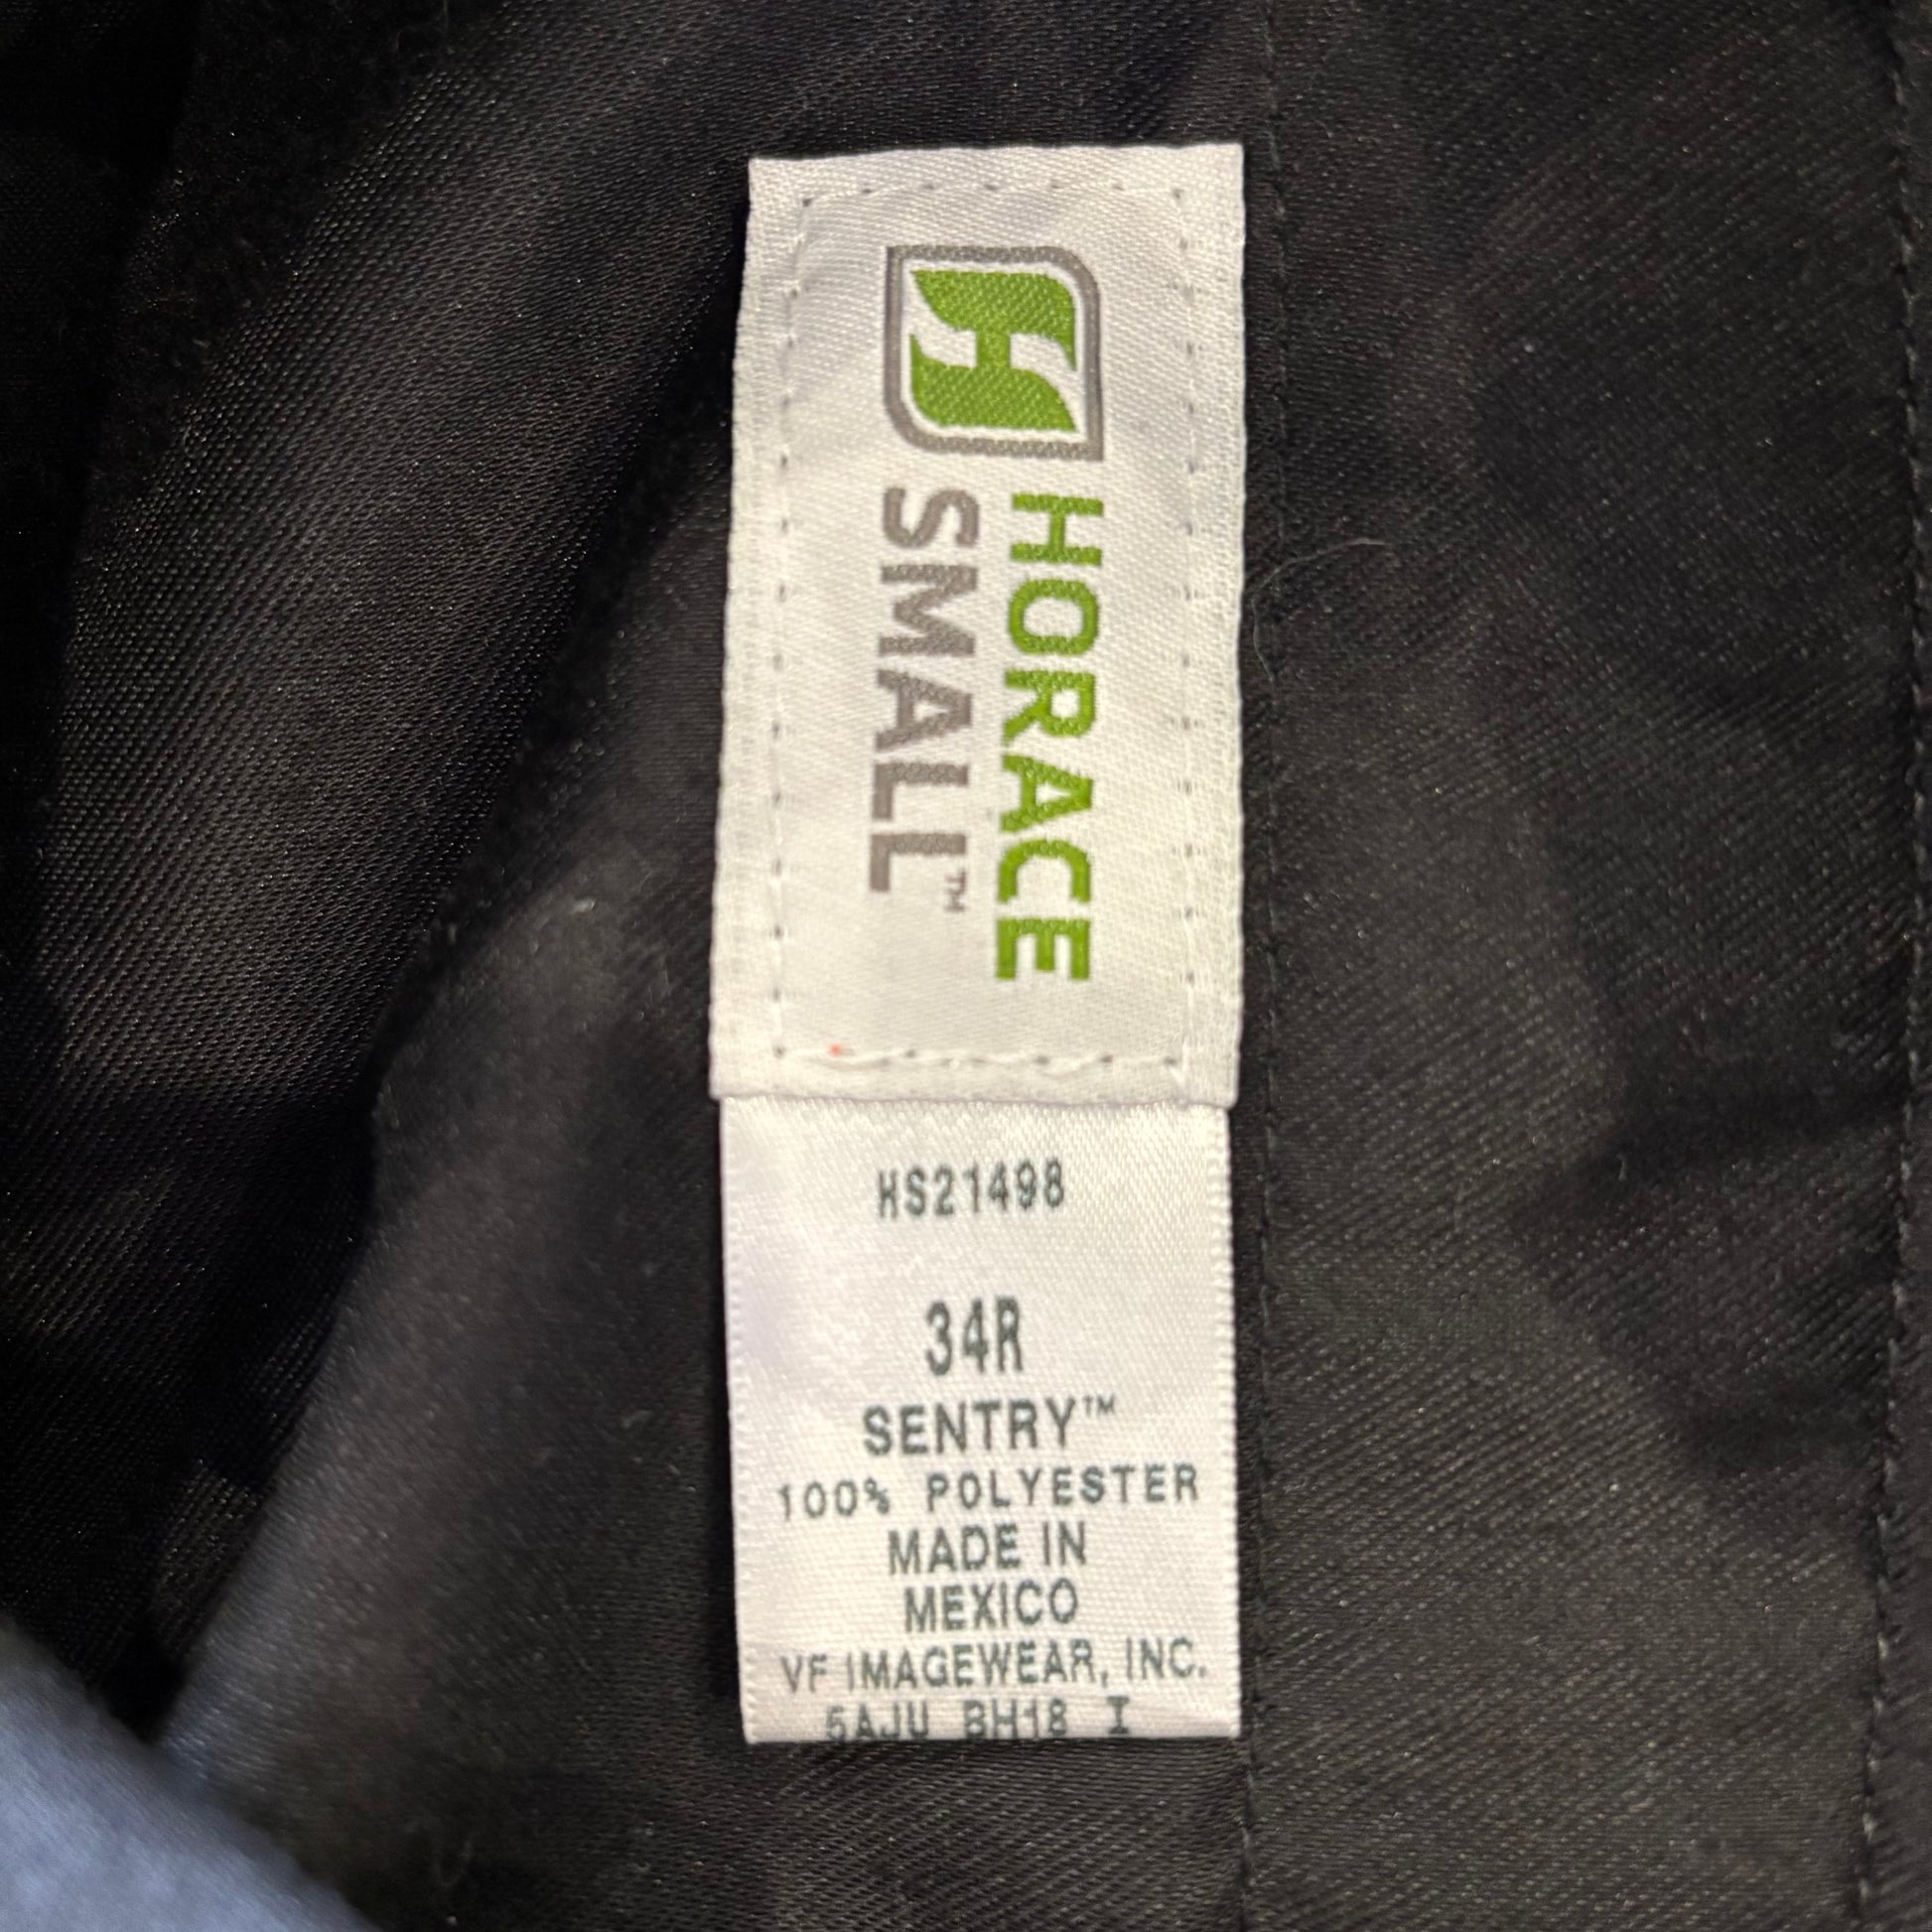 HORACE
SMALL™
HS21498
34R
SENTRY™
100% POLYESTER
MADE IN
MEXICO
VF IMAGEWEAR, INC.
5AJU BH18 I